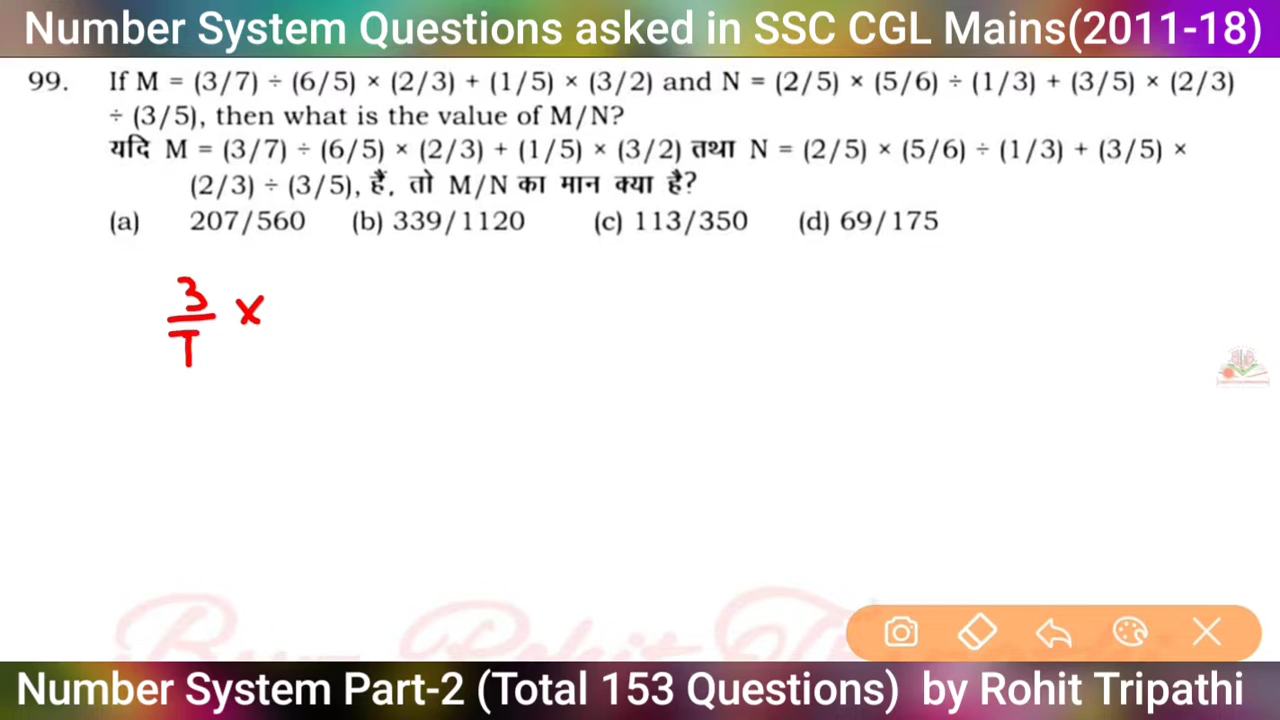 Number System Questions asked in SSC CGL Mains(2011-18)
99. If M = (3/7) ÷ (6/5) × (2/3) + (1/5) × (3/2) and N = (2/5) × (5/6) ÷ (1/3) + (3/5) × (2/3)
÷ (3/5), then what is the value of M/N?
यदि M = (3/7) ÷ (6/5) × (2/3) + (1/5) × (3/2) तथा N = (2/5) × (5/6) ÷ (1/3) + (3/5) ×
(2/3) ÷ (3/5), हैं, तो M/N का मान क्या है?
(a) 207/560 (b) 339/1120 (c) 113/350 (d) 69/175
3 ×
Number System Part-2 (Total 153 Questions) by Rohit Tripathi